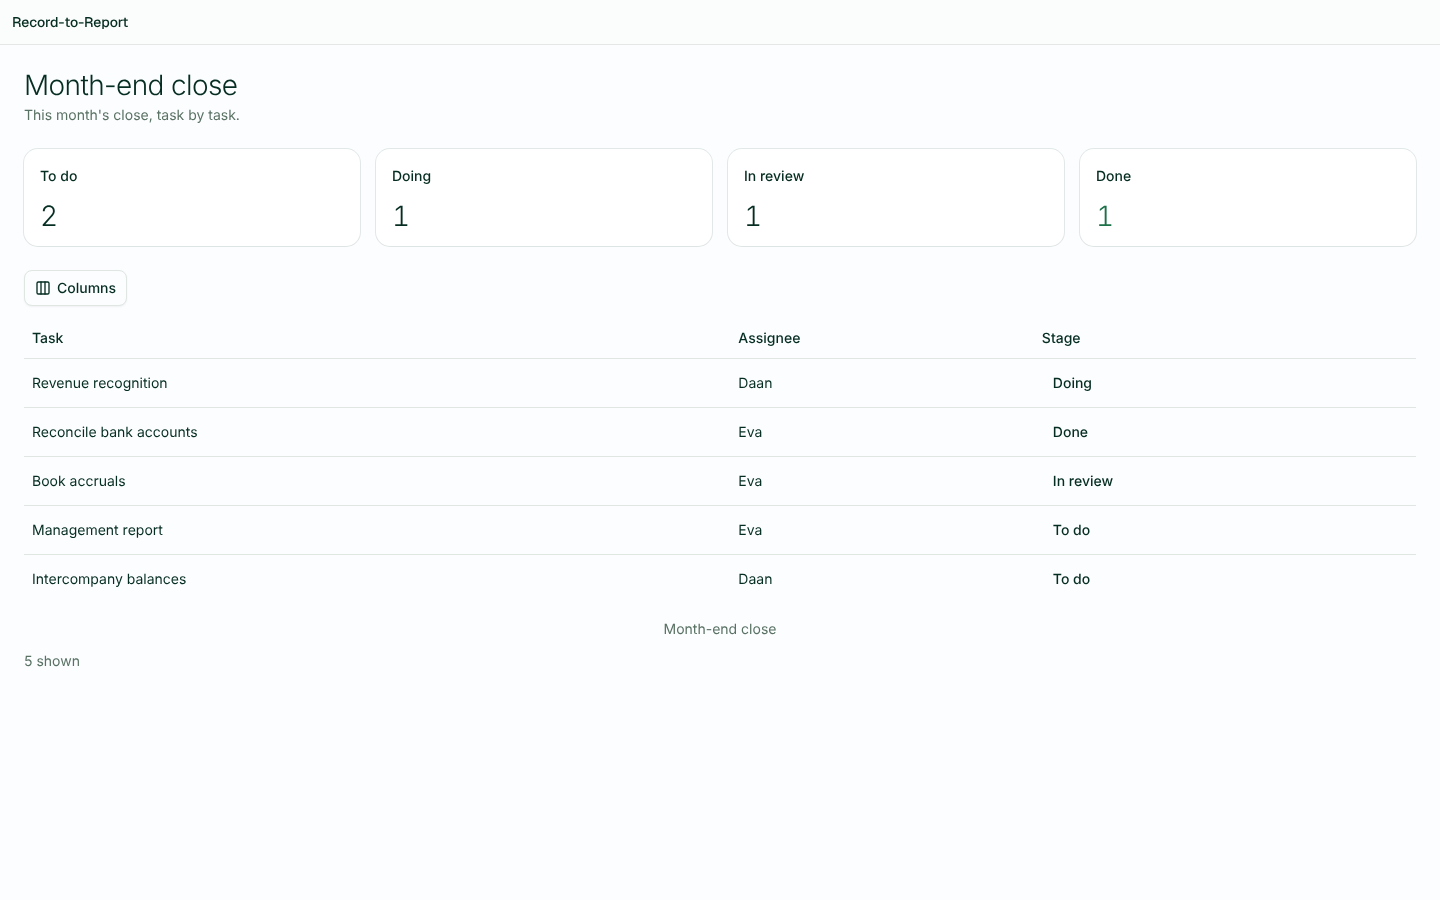 Record-to-Report
Month-end close
This month's close, task by task.
To do
2
Doing
1
In review
1
Done
1
Columns
Task Assignee Stage
Revenue recognition Daan Doing
Reconcile bank accounts Eva Done
Book accruals Eva In review
Management report Eva To do
Intercompany balances Daan To do
Month-end close
5 shown